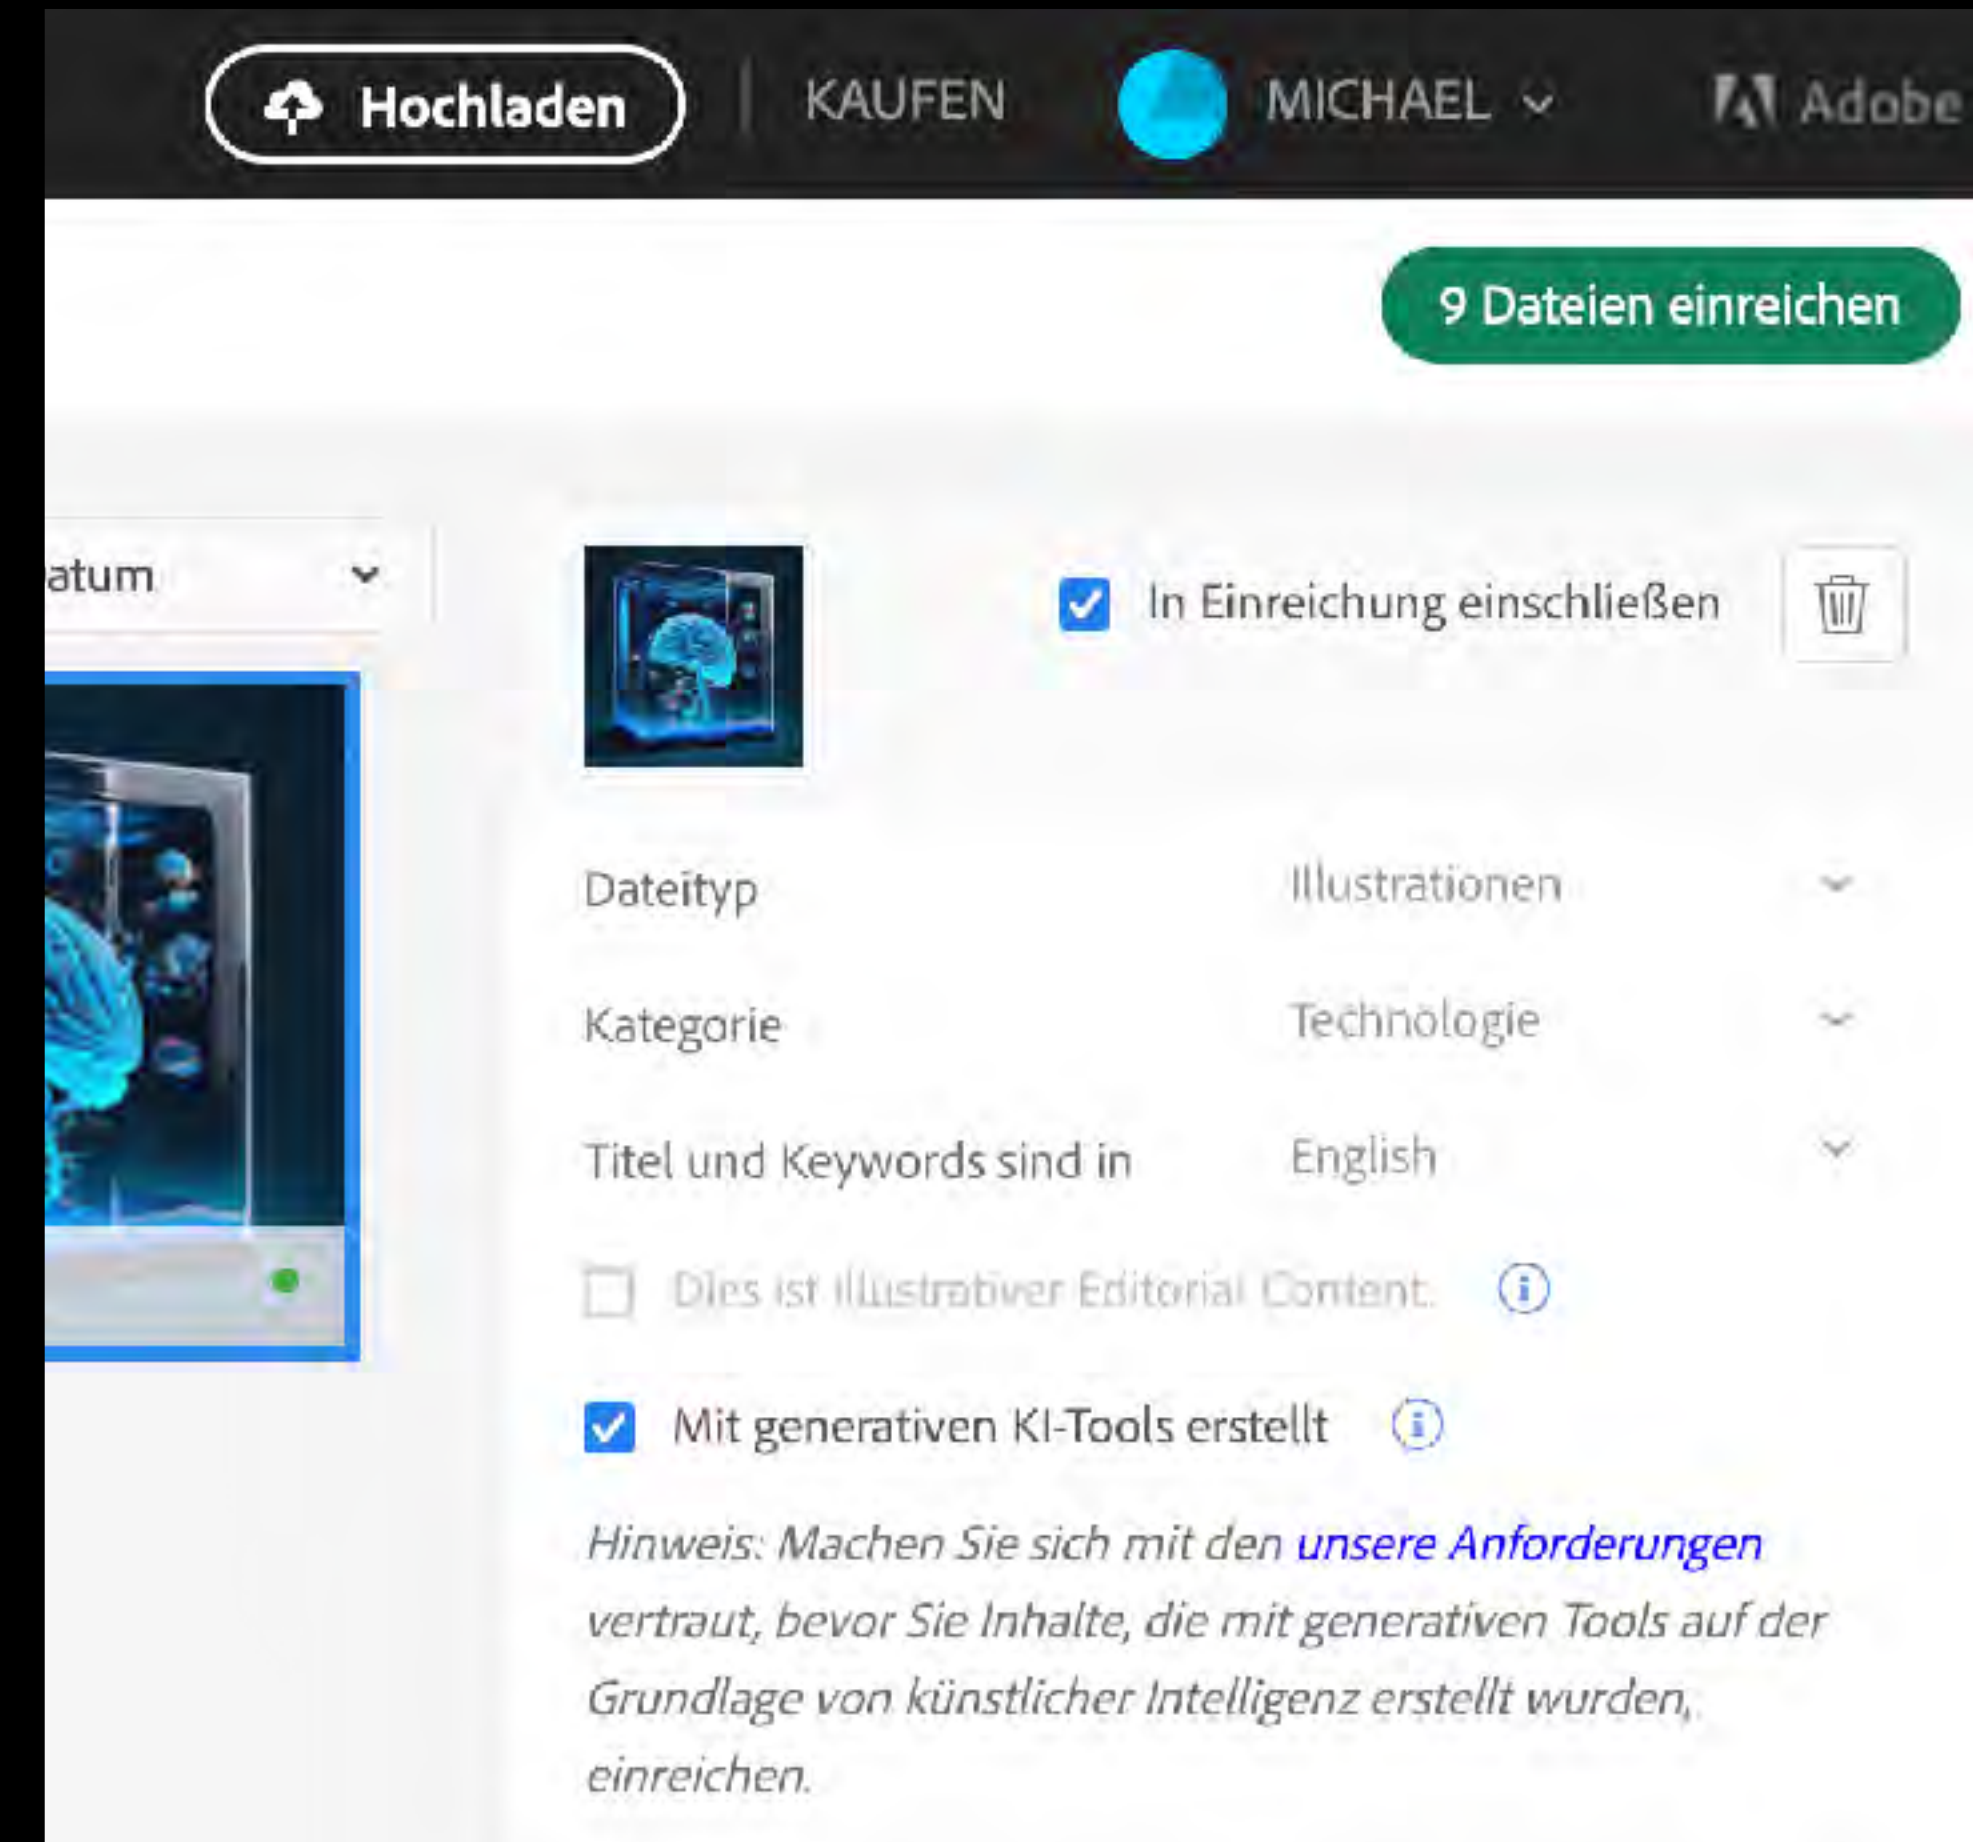 Hochladen
KAUFEN
MICHAEL
Adobe
9 Dateien einreichen
atum
In Einreichung einschließen
Dateityp
Illustrationen
Kategorie
Technologie
Titel und Keywords sind in
English
Dies ist illustrativer Editorial Content.
Mit generativen KI-Tools erstellt
Hinweis: Machen Sie sich mit den unsere Anforderungen
vertraut, bevor Sie Inhalte, die mit generativen Tools auf der
Grundlage von künstlicher Intelligenz erstellt wurden,
einreichen.